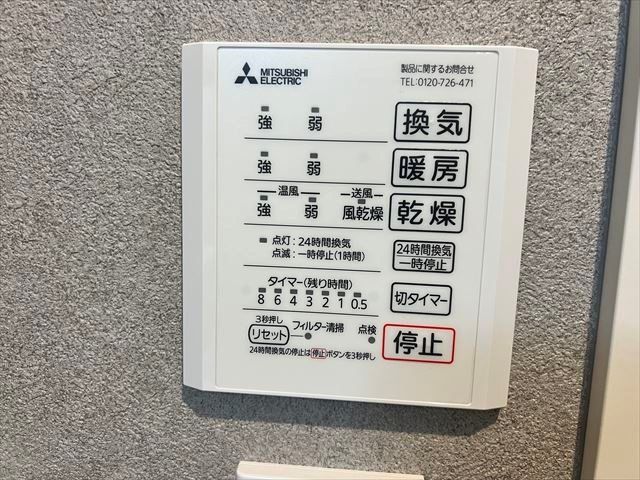 MITSUBISHI
ELECTRIC
製品に関するお問合せ
TEL:0120-726-471
強 弱 換気
強 弱 暖房
温風 送風
強 弱 風乾燥 乾燥
点灯:24時間換気
点滅:一時停止(1時間)
24時間換気
一時停止
タイマー(残り時間)
8 6 4 3 2 1 0.5
切タイマー
3秒押し
リセット フィルター清掃 点検
停止
24時間換気の停止は停止ボタンを3秒押し